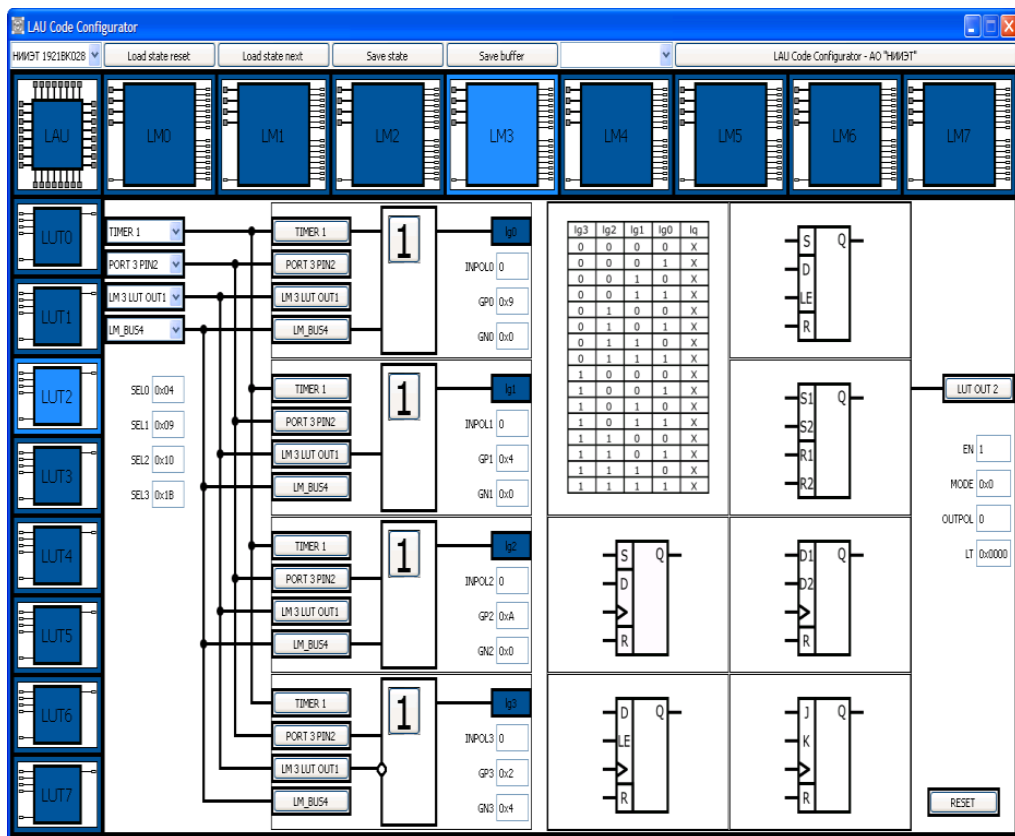 LAU Code Configurator
НИИЭТ 1921ВК028 Load state reset Load state next Save state Save buffer LAU Code Configurator - АО "НИИЭТ"
LAU LM0 LM1 LM2 LM3 LM4 LM5 LM6 LM7
LUT0
LUT1
LUT2
LUT3
LUT4
LUT5
LUT6
LUT7
TIMER 1
PORT 3 PIN2
LM 3 LUT OUT1
LM_BUS4
SEL0 0x04
SEL1 0x09
SEL2 0x10
SEL3 0x1B
TIMER 1
PORT 3 PIN2
LM 3 LUT OUT1
LM_BUS4
1
lg0
INPOL0 0
GP0 0x9
GN0 0x0
TIMER 1
PORT 3 PIN2
LM 3 LUT OUT1
LM_BUS4
1
lg1
INPOL1 0
GP1 0x4
GN1 0x0
TIMER 1
PORT 3 PIN2
LM 3 LUT OUT1
LM_BUS4
1
lg2
INPOL2 0
GP2 0xA
GN2 0x0
TIMER 1
PORT 3 PIN2
LM 3 LUT OUT1
LM_BUS4
1
lg3
INPOL3 0
GP3 0x2
GN3 0x4
lg3 lg2 lg1 lg0 lq
0 0 0 0 X
0 0 0 1 X
0 0 1 0 X
0 0 1 1 X
0 1 0 0 X
0 1 0 1 X
0 1 1 0 X
0 1 1 1 X
1 0 0 0 X
1 0 0 1 X
1 0 1 0 X
1 0 1 1 X
1 1 0 0 X
1 1 0 1 X
1 1 1 0 X
1 1 1 1 X
S Q
D
LE
R
S1 Q
S2
R1
R2
S Q
D
R
D1 Q
D2
R
D Q
LE
R
J Q
K
R
LUT OUT 2
EN 1
MODE 0x0
OUTPOL 0
LT 0x0000
RESET